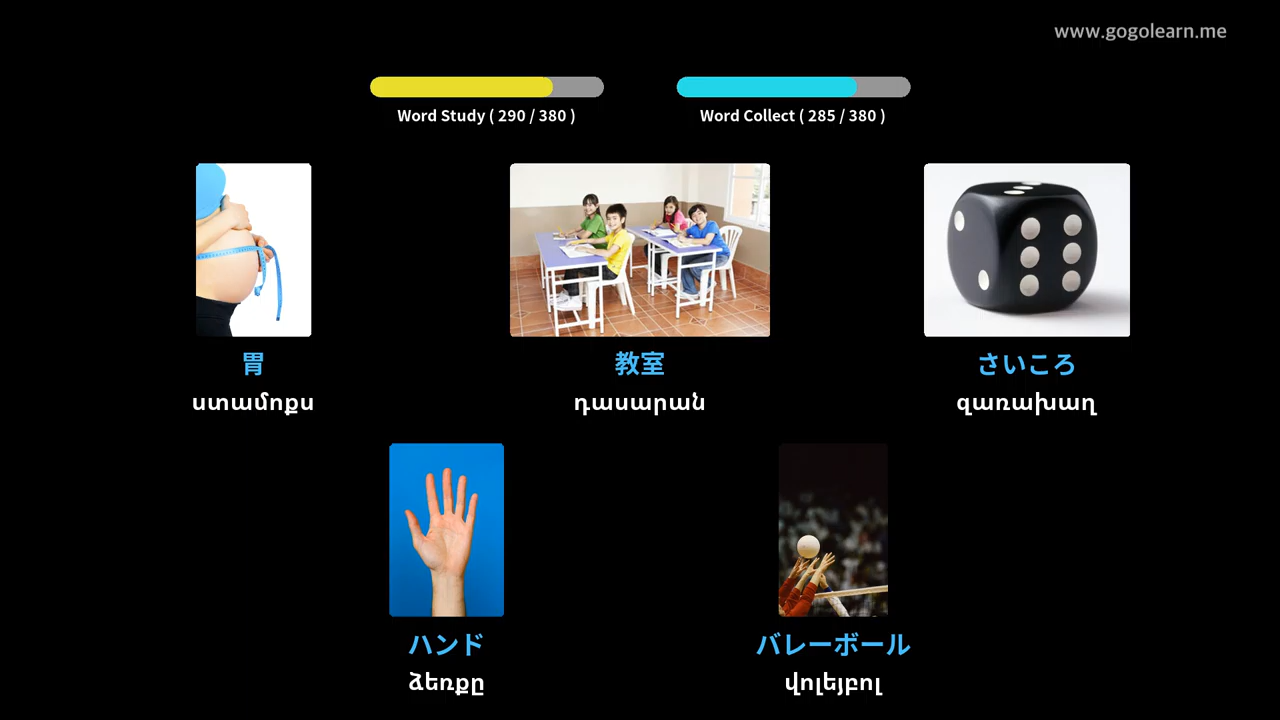 www.gogolearn.me
Word Study ( 290 / 380 )
Word Collect ( 285 / 380 )
胃
ստամոքս
教室
դասարան
さいころ
զառախաղ
ハンド
ձեռքը
バレーボール
վոլեյբոլ